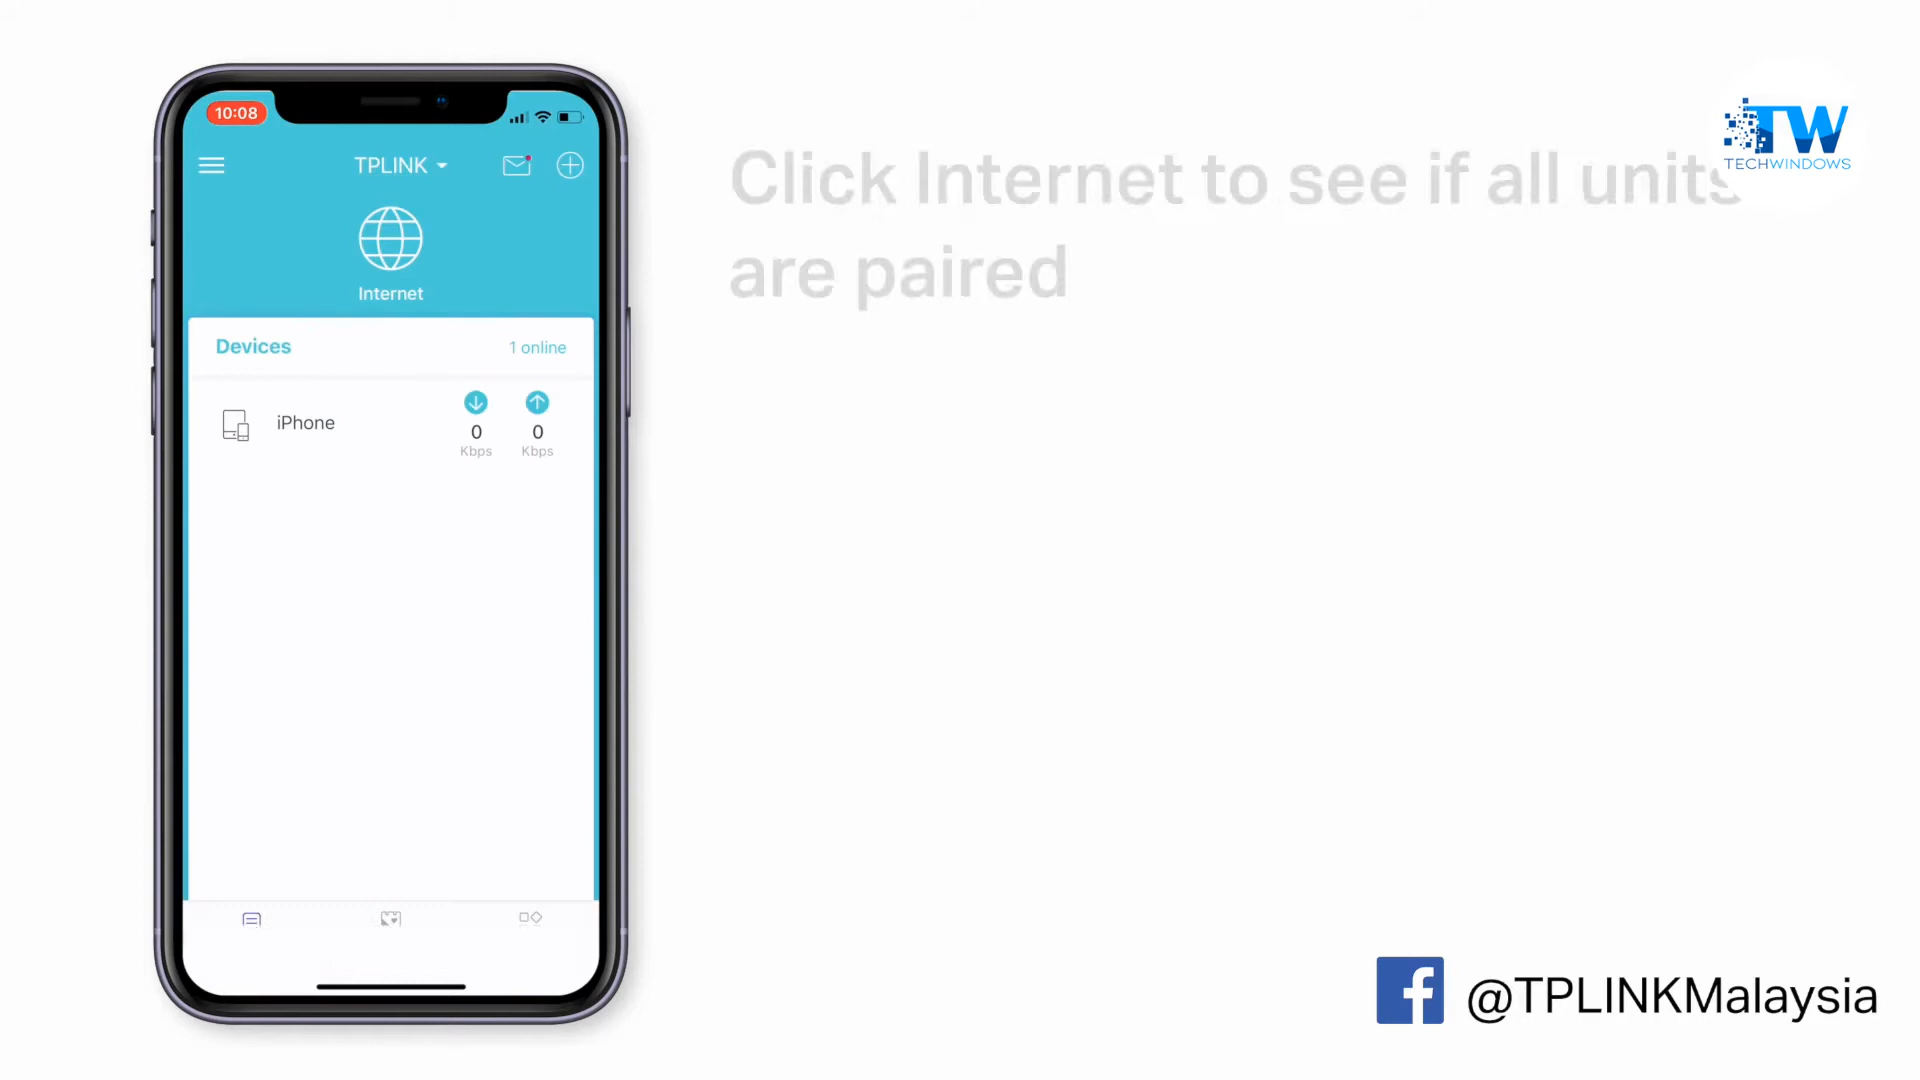 10:08
TPLINK
Internet
Devices
1 online
iPhone
0
0
Kbps
Kbps
Click Internet to see if all units
are paired
TW
TECHWINDOWS
@TPLINKMalaysia